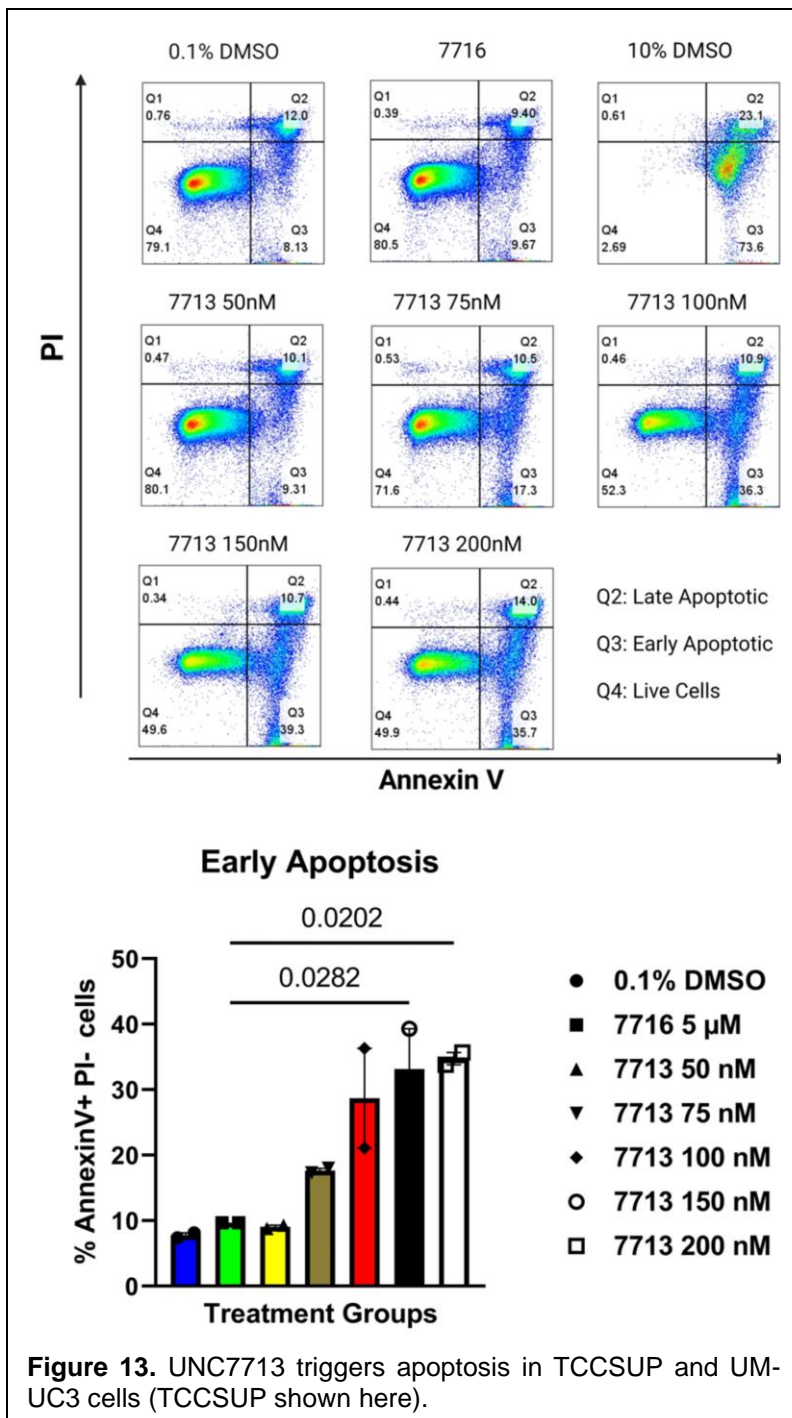 0.1% DMSO 7716 10% DMSO
Q1 Q2 Q1 Q2 Q1 Q2
0.76 12.0 0.39 9.40 0.61 23.1
Q4 Q3 Q4 Q3 Q4 Q3
79.1 8.13 80.5 9.67 2.69 73.6
PI
7713 50nM 7713 75nM 7713 100nM
Q1 Q2 Q1 Q2 Q1 Q2
0.47 10.1 0.53 10.5 0.46 10.9
Q4 Q3 Q4 Q3 Q4 Q3
80.1 9.31 71.6 17.3 52.3 36.3
7713 150nM 7713 200nM
Q1 Q2 Q1 Q2
0.34 10.7 0.44 14.0
Q4 Q3 Q4 Q3
49.6 39.3 49.9 35.7
Q2: Late Apoptotic
Q3: Early Apoptotic
Q4: Live Cells
Annexin V
Early Apoptosis
0.0202
0.0282
50
40
30
20
10
0
% AnnexinV+ PI- cells
Treatment Groups
0.1% DMSO
7716 5 µM
7713 50 nM
7713 75 nM
7713 100 nM
7713 150 nM
7713 200 nM
Figure 13. UNC7713 triggers apoptosis in TCCSUP and UM-
UC3 cells (TCCSUP shown here).